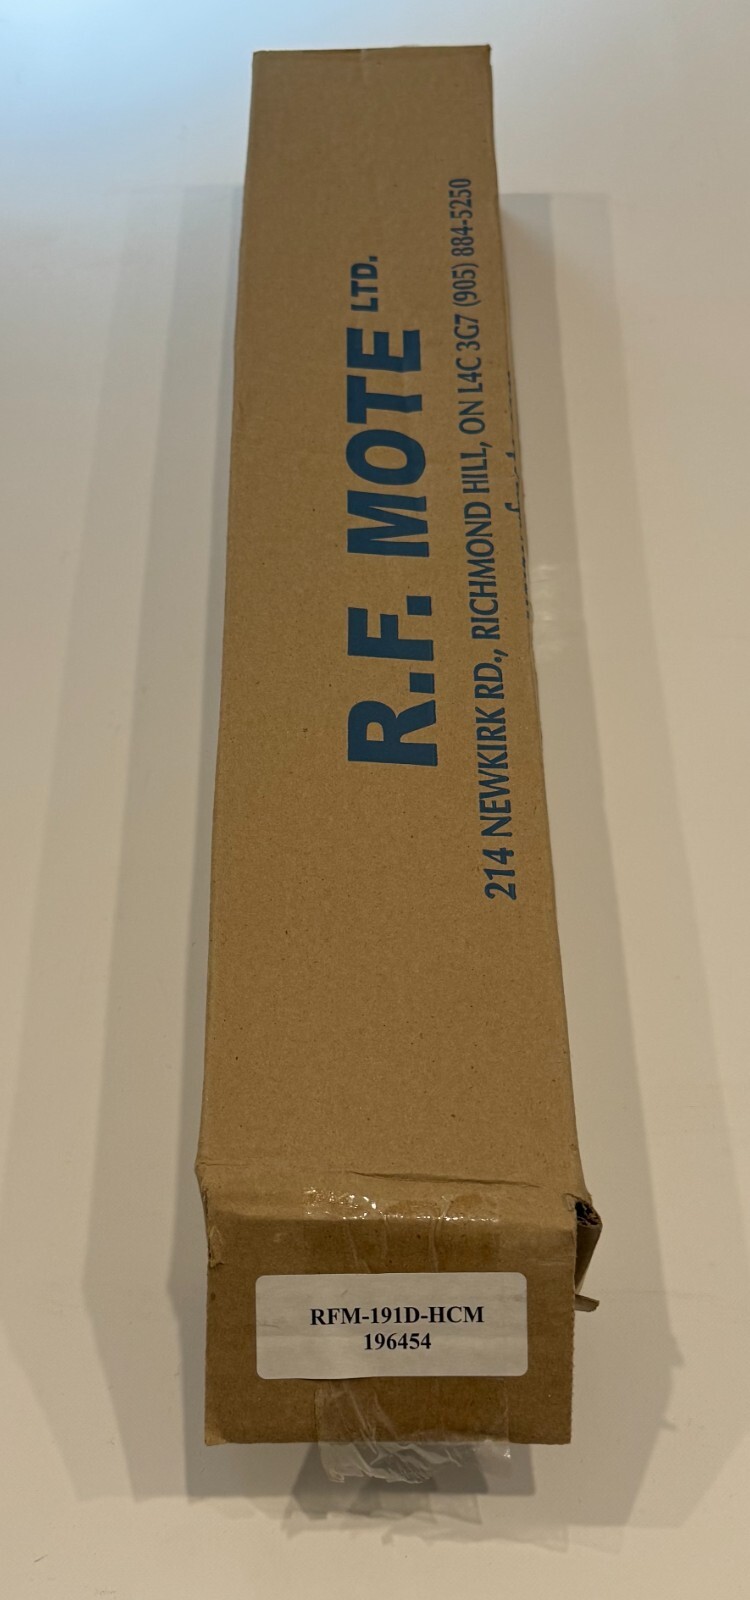 R.F. MOTE LTD.
214 NEWKIRK RD., RICHMOND HILL, ON L4C 3G7 (905) 884-5250
RFM-191D-HCM
196454